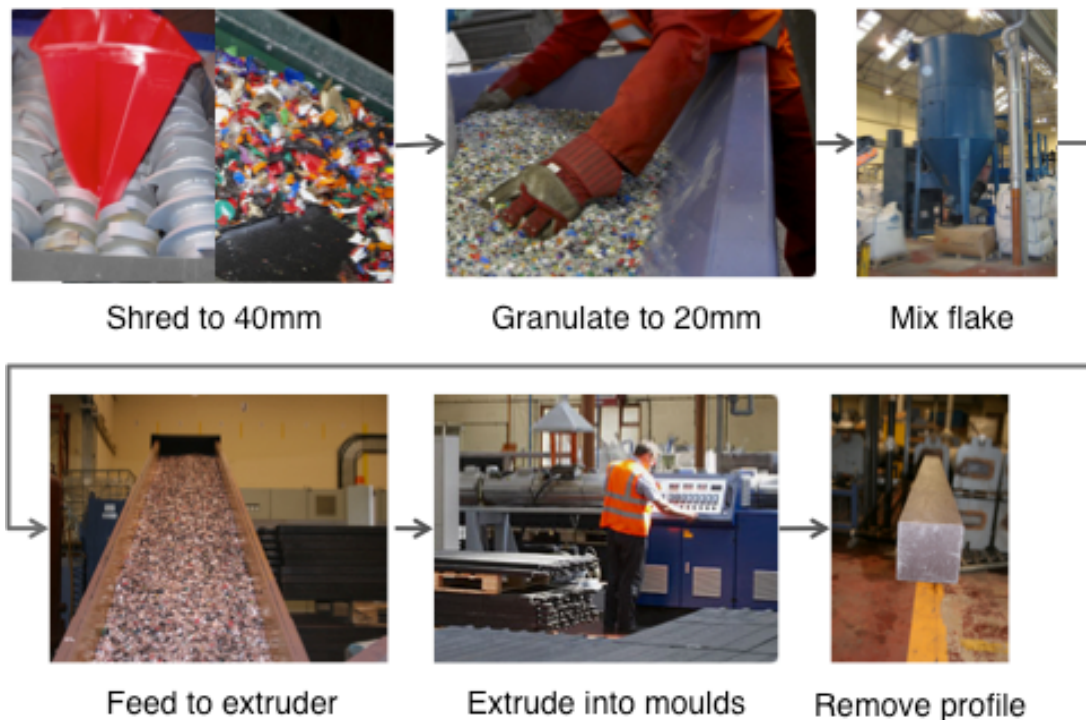 Shred to 40mm
Granulate to 20mm
Mix flake
Feed to extruder
Extrude into moulds
Remove profile